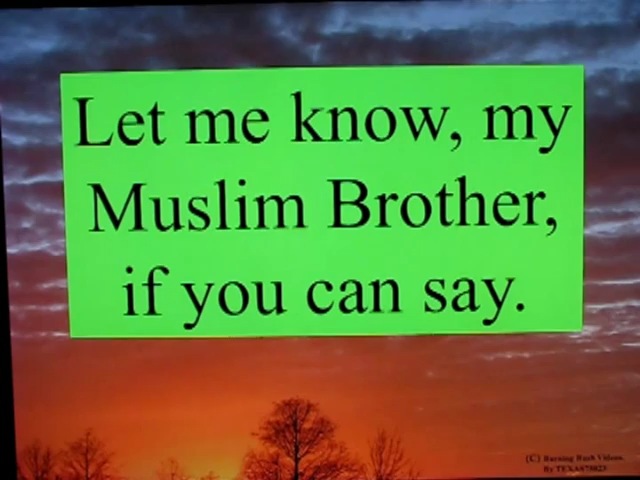 Let me know, my
Muslim Brother,
if you can say.
(C) Burning Bush Videos.